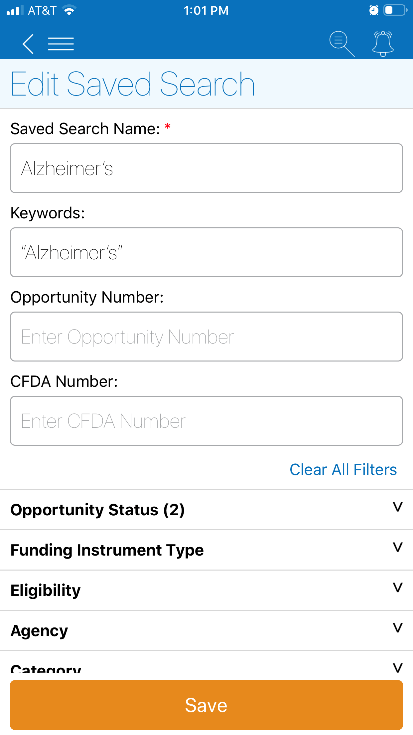 AT&T 1:01 PM
Edit Saved Search
Saved Search Name: *
Alzheimer's
Keywords:
“Alzheimer’s”
Opportunity Number:
Enter Opportunity Number
CFDA Number:
Enter CFDA Number
Clear All Filters
Opportunity Status (2)
Funding Instrument Type
Eligibility
Agency
Category
Save